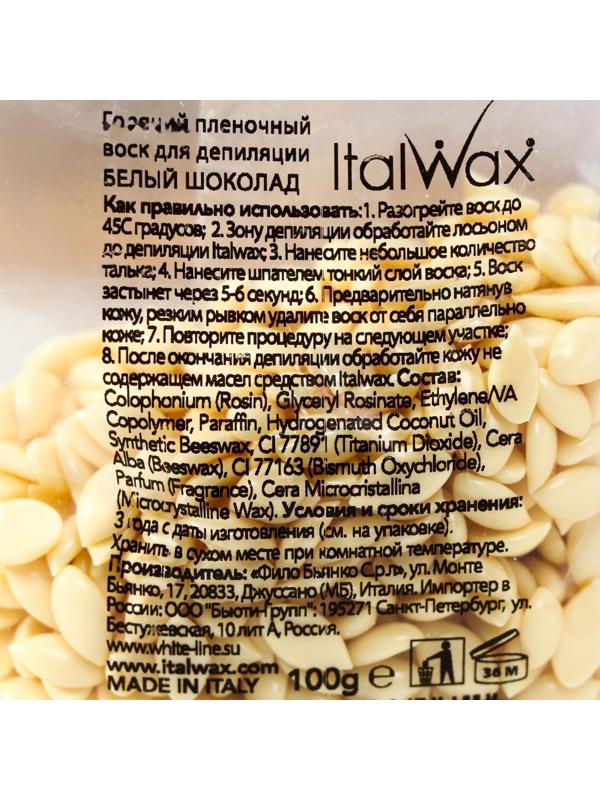 Горячий пленочный
воск для депиляции
БЕЛЫЙ ШОКОЛАД
ItalWax
Как правильно использовать: 1. Разогрейте воск до
45С градусов; 2. Зону депиляции обработайте лосьоном
до депиляции Italwax; 3. Нанесите небольшое количество
талька; 4. Нанесите шпателем тонкий слой воска; 5. Воск
застынет через 5-6 секунд; 6. Предварительно натянув
кожу, резким рывком удалите воск от себя параллельно
коже; 7. Повторите процедуру на следующем участке;
8. После окончания депиляции обработайте кожу не
содержащем масел средством Italwax. Состав:
Colophonium (Rosin), Glyceryl Rosinate, Ethylene/VA
Copolymer, Paraffin, Hydrogenated Coconut Oil,
Synthetic Beeswax, CI 77891 (Titanium Dioxide), Cera
Alba (Beeswax), CI 77163 (Bismuth Oxychloride),
Parfum (Fragrance), Cera Microcristallina
(Microcrystalline Wax). Условия и сроки хранения:
3 года с даты изготовления (см. на упаковке).
Хранить в сухом месте при комнатной температуре.
Производитель: «Фило Бьянко С.р.л», ул. Монте
Бьянко, 17, 20833, Джуссано (МБ), Италия. Импортер в
России: ООО "Бьюти-Групп": 195271 Санкт-Петербург, ул.
Бестужевская, 10 лит А, Россия.
www.white-line.su
www.italwax.com
MADE IN ITALY
100g e
36 M